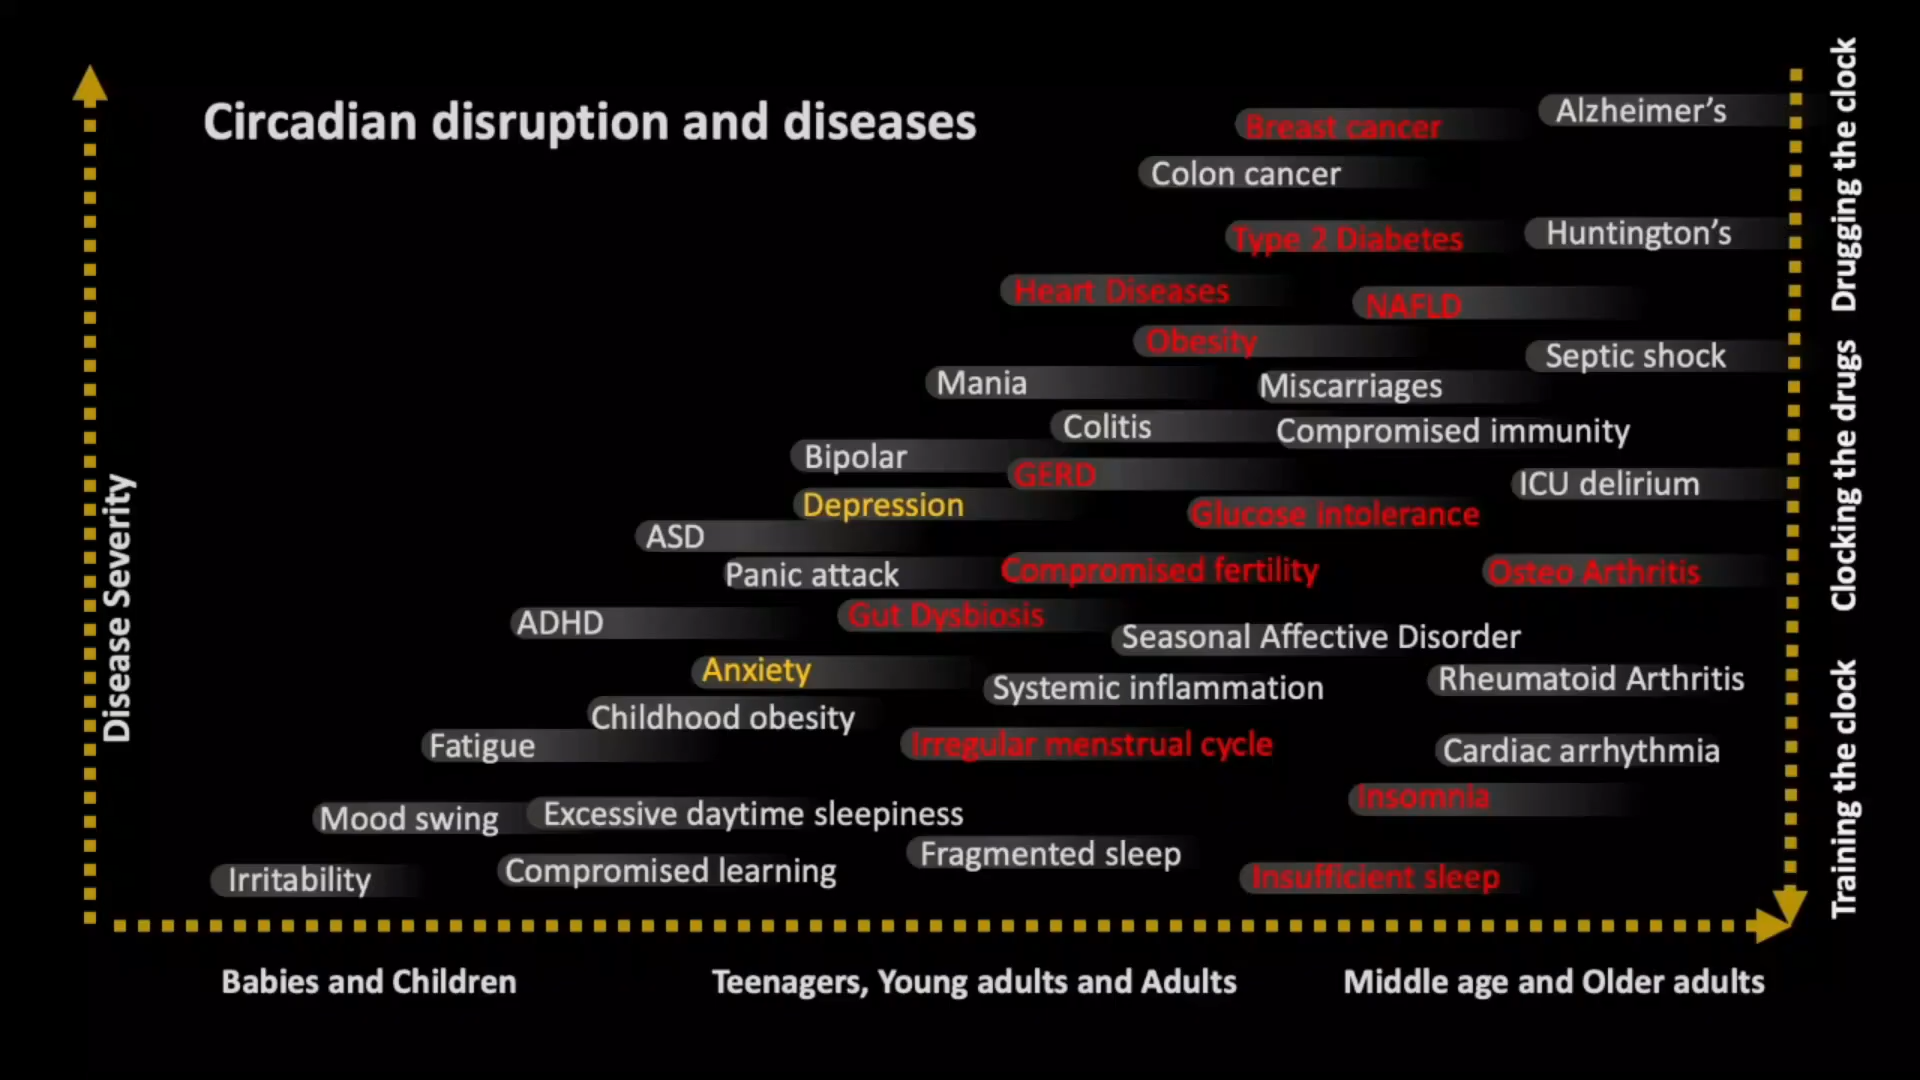 Circadian disruption and diseases
Alzheimer’s
Breast cancer
Colon cancer
Huntington’s
Type 2 Diabetes
Heart Diseases
NAFLD
Obesity
Septic shock
Mania
Miscarriages
Colitis
Compromised immunity
Bipolar
GERD
ICU delirium
Depression
Glucose intolerance
ASD
Panic attack
Compromised fertility
Osteo Arthritis
ADHD
Gut Dysbiosis
Seasonal Affective Disorder
Anxiety
Systemic inflammation
Rheumatoid Arthritis
Childhood obesity
Fatigue
Irregular menstrual cycle
Cardiac arrhythmia
Insomnia
Mood swing
Excessive daytime sleepiness
Fragmented sleep
Irritability
Compromised learning
Insufficient sleep
Disease Severity
Babies and Children
Teenagers, Young adults and Adults
Middle age and Older adults
Drugging the clock
Clocking the drugs
Training the clock